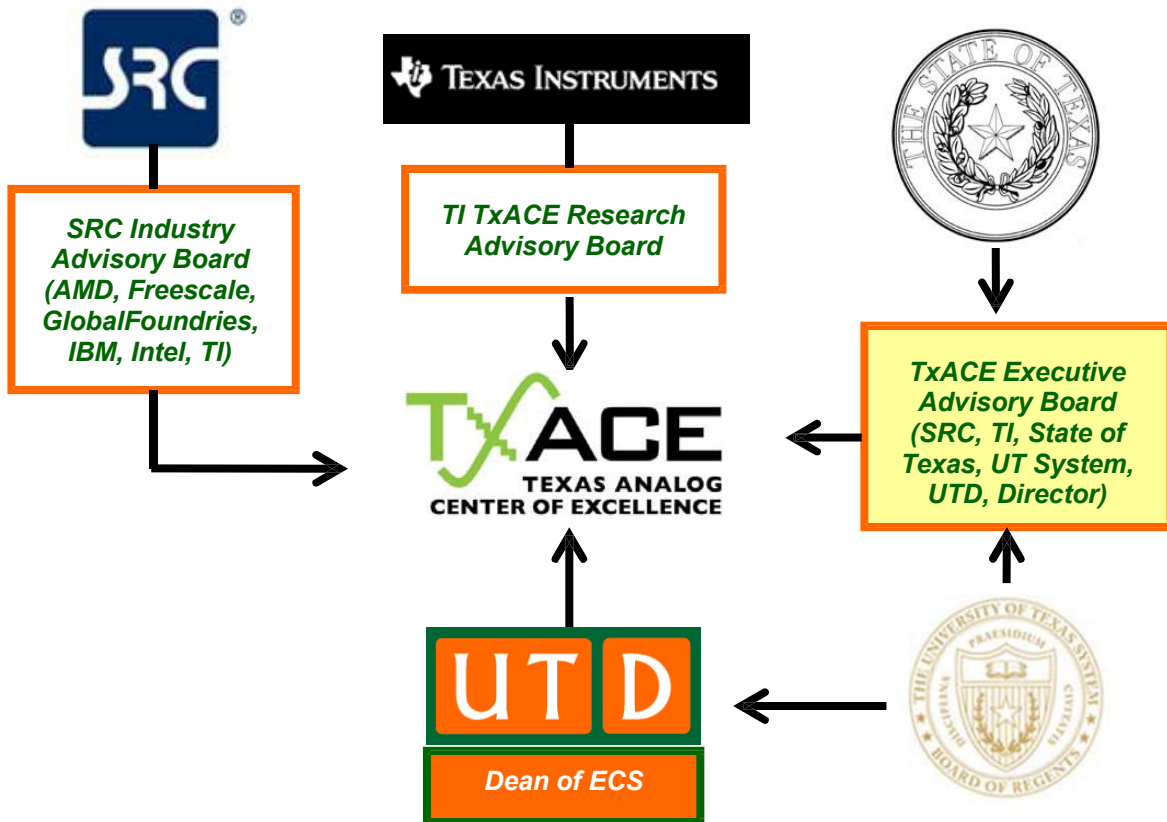 SRC
®
TEXAS INSTRUMENTS
THE STATE OF TEXAS
SRC Industry
Advisory Board
(AMD, Freescale,
GlobalFoundries,
IBM, Intel, TI)
TI TxACE Research
Advisory Board
TxACE Executive
Advisory Board
(SRC, TI, State of
Texas, UT System,
UTD, Director)
TxACE
TEXAS ANALOG
CENTER OF EXCELLENCE
UTD
Dean of ECS
THE UNIVERSITY OF TEXAS SYSTEM
PRAESIDIUM
DISCIPLINA
CIVITATIS
BOARD OF REGENTS